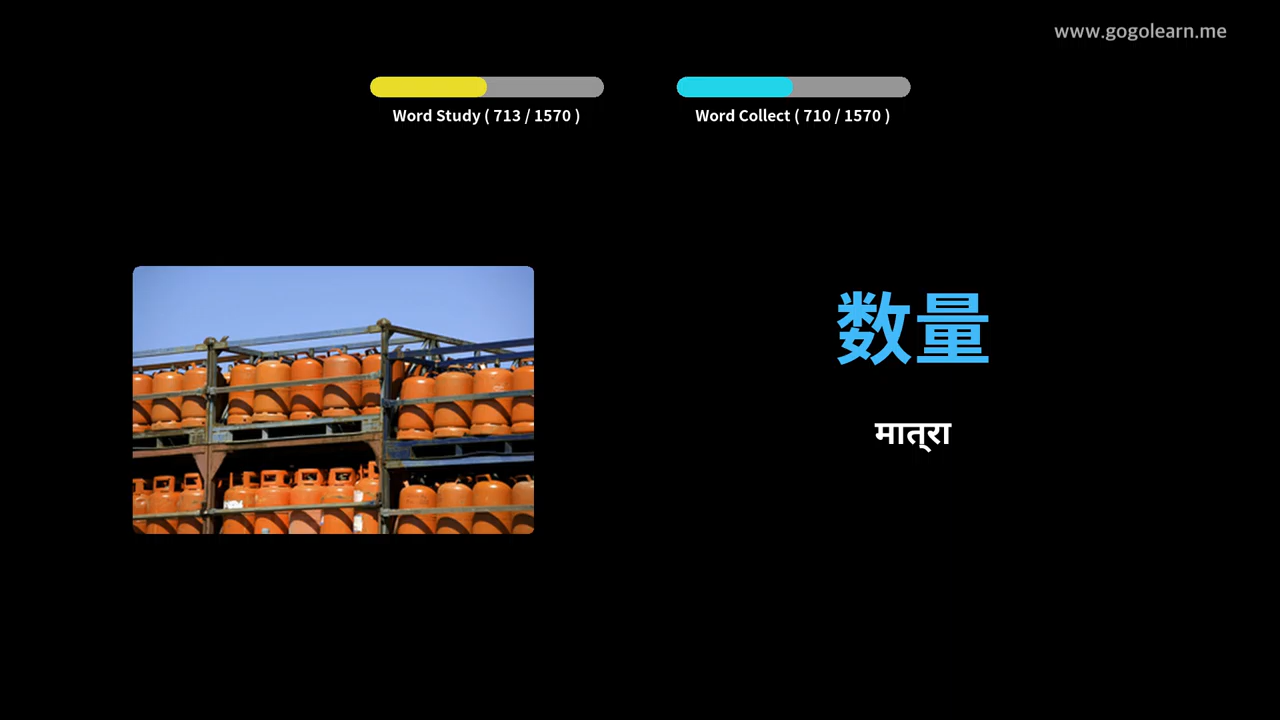 www.gogolearn.me
Word Study ( 713 / 1570 )
Word Collect ( 710 / 1570 )
数量
मात्रा